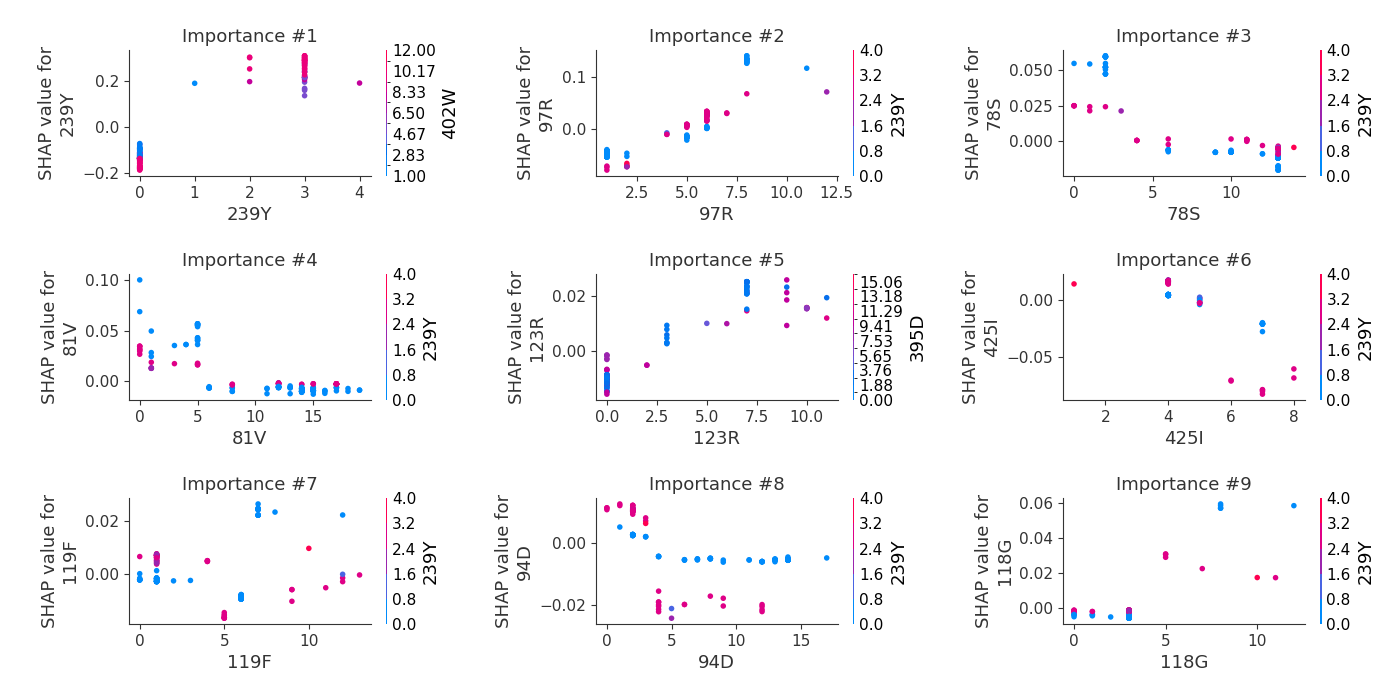 Importance #1
SHAP value for
239Y
0.2
0.0
−0.2
0
1
2
3
4
239Y
12.00
10.17
8.33
6.50
4.67
2.83
1.00
402W
Importance #2
SHAP value for
97R
0.1
0.0
2.5
5.0
7.5
10.0
12.5
97R
4.0
3.2
2.4
1.6
0.8
0.0
239Y
Importance #3
SHAP value for
78S
0.050
0.025
0.000
0
5
10
78S
4.0
3.2
2.4
1.6
0.8
0.0
239Y
Importance #4
SHAP value for
81V
0.10
0.05
0.00
0
5
10
15
81V
4.0
3.2
2.4
1.6
0.8
0.0
239Y
Importance #5
SHAP value for
123R
0.02
0.00
0.0
2.5
5.0
7.5
10.0
123R
15.06
13.18
11.29
9.41
7.53
5.65
3.76
1.88
0.00
395D
Importance #6
SHAP value for
425I
0.00
−0.05
2
4
6
8
425I
4.0
3.2
2.4
1.6
0.8
0.0
239Y
Importance #7
SHAP value for
119F
0.02
0.00
0
5
10
119F
4.0
3.2
2.4
1.6
0.8
0.0
239Y
Importance #8
SHAP value for
94D
0.00
−0.02
0
5
10
15
94D
4.0
3.2
2.4
1.6
0.8
0.0
239Y
Importance #9
SHAP value for
118G
0.06
0.04
0.02
0.00
0
5
10
118G
4.0
3.2
2.4
1.6
0.8
0.0
239Y